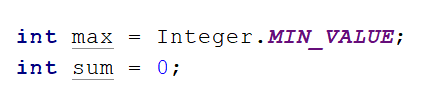 int max = Integer.MIN_VALUE;
int sum = 0;